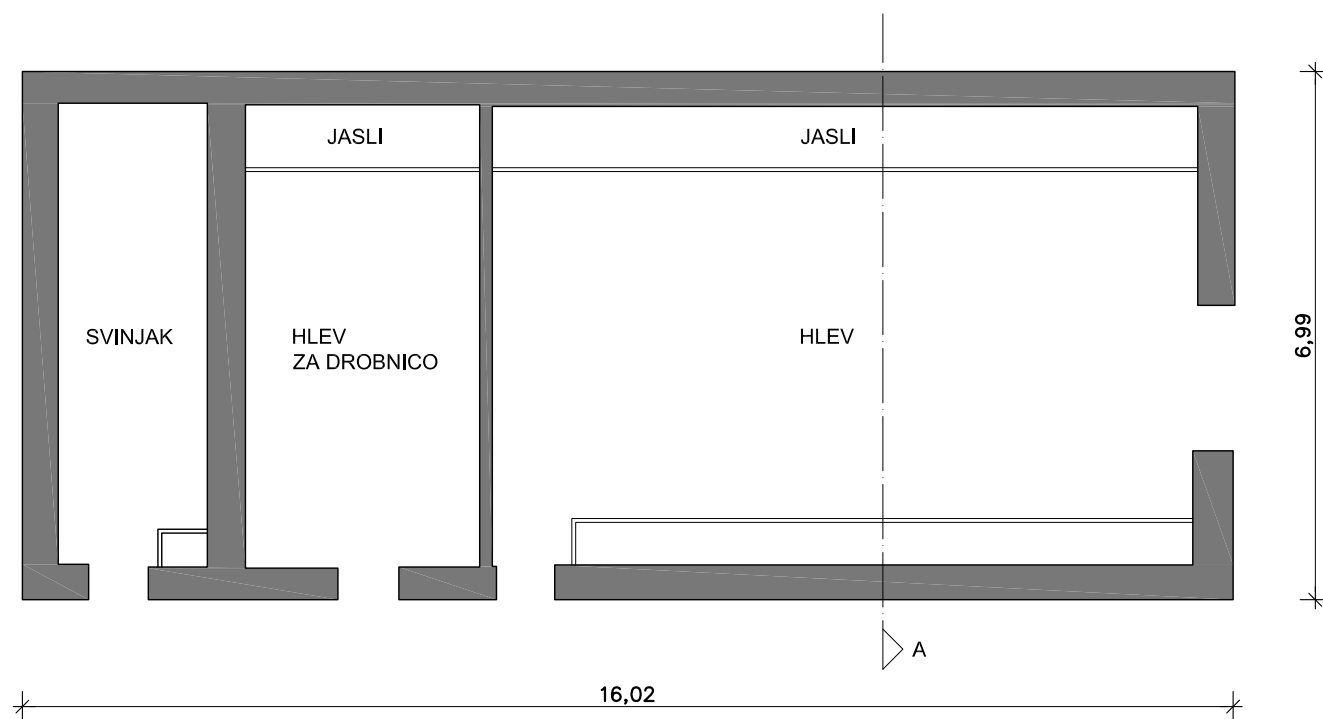 JASLI
JASLI
SVINJAK
HLEV
ZA DROBNICO
HLEV
6,99
A
16,02